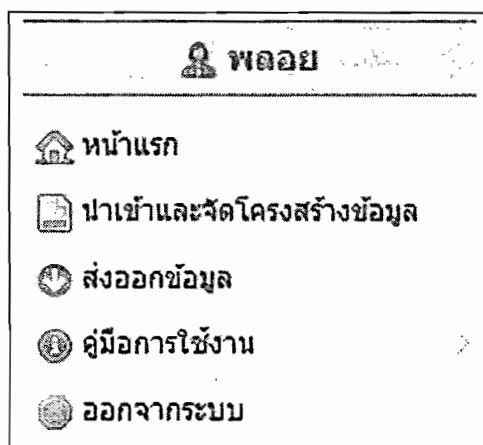 พลอย
หน้าแรก
นำเข้าและจัดโครงสร้างข้อมูล
ส่งออกข้อมูล
คู่มือการใช้งาน
ออกจากระบบ